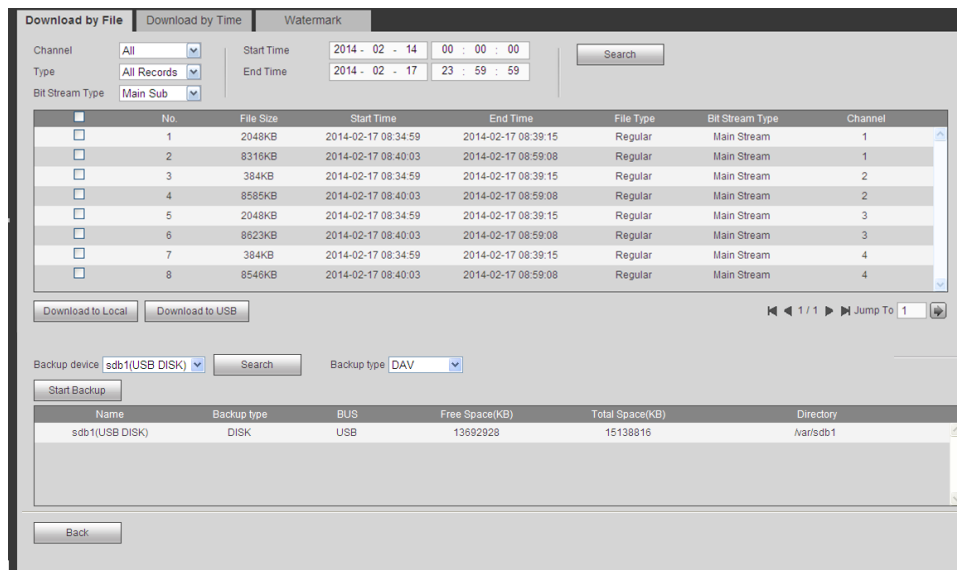 Download by File Download by Time Watermark
Channel All Start Time 2014 - 02 - 14 00 : 00 : 00 Search
Type All Records End Time 2014 - 02 - 17 23 : 59 : 59
Bit Stream Type Main Sub
No. File Size Start Time End Time File Type Bit Stream Type Channel
1 2048KB 2014-02-17 08:34:59 2014-02-17 08:39:15 Regular Main Stream 1
2 8316KB 2014-02-17 08:40:03 2014-02-17 08:59:08 Regular Main Stream 1
3 384KB 2014-02-17 08:34:59 2014-02-17 08:39:15 Regular Main Stream 2
4 8585KB 2014-02-17 08:40:03 2014-02-17 08:59:08 Regular Main Stream 2
5 2048KB 2014-02-17 08:34:59 2014-02-17 08:39:15 Regular Main Stream 3
6 8623KB 2014-02-17 08:40:03 2014-02-17 08:59:08 Regular Main Stream 3
7 384KB 2014-02-17 08:34:59 2014-02-17 08:39:15 Regular Main Stream 4
8 8546KB 2014-02-17 08:40:03 2014-02-17 08:59:08 Regular Main Stream 4
Download to Local Download to USB 1 / 1 Jump To 1
Backup device sdb1(USB DISK) Search Backup type DAV
Start Backup
Name Backup type BUS Free Space(KB) Total Space(KB) Directory
sdb1(USB DISK) DISK USB 13692928 15138816 /var/sdb1
Back